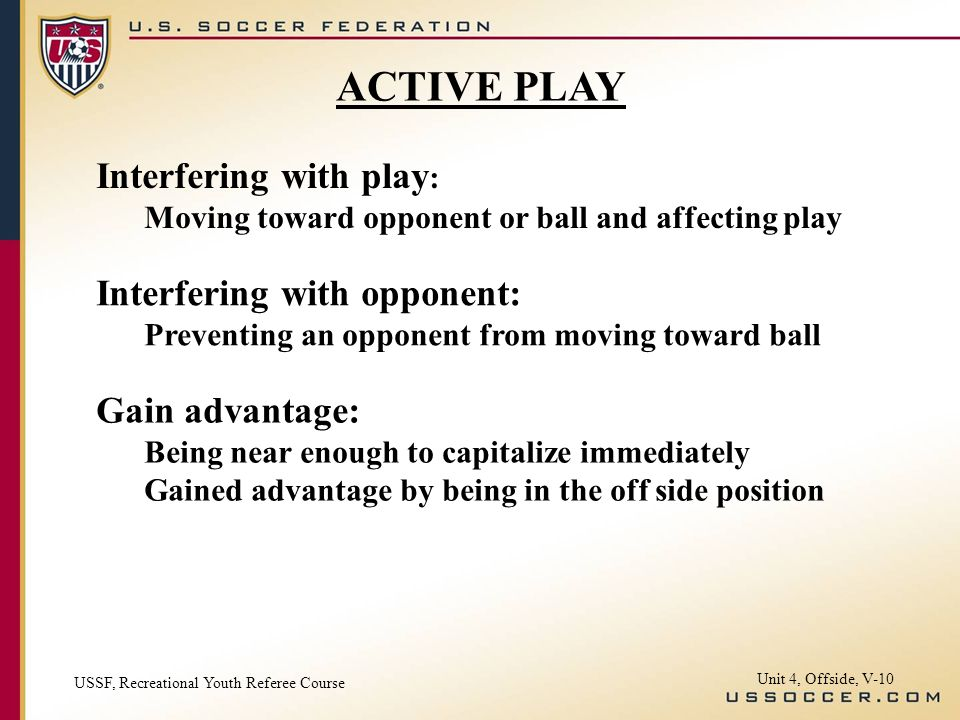 U.S. SOCCER FEDERATION
US
ACTIVE PLAY
Interfering with play:
Moving toward opponent or ball and affecting play
Interfering with opponent:
Preventing an opponent from moving toward ball
Gain advantage:
Being near enough to capitalize immediately
Gained advantage by being in the off side position
USSF, Recreational Youth Referee Course
Unit 4, Offside, V-10
USSOCCER.COM